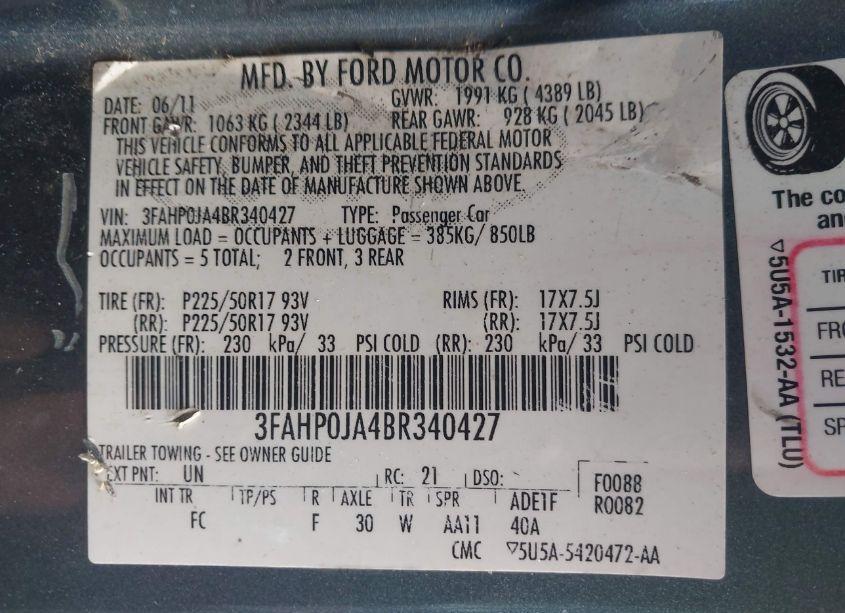 MFD. BY FORD MOTOR CO.
DATE: 06/11 GVWR: 1991 KG ( 4389 LB)
FRONT GAWR: 1063 KG ( 2344 LB) REAR GAWR: 928 KG ( 2045 LB)
THIS VEHICLE CONFORMS TO ALL APPLICABLE FEDERAL MOTOR
VEHICLE SAFETY, BUMPER, AND THEFT PREVENTION STANDARDS
IN EFFECT ON THE DATE OF MANUFACTURE SHOWN ABOVE.
VIN: 3FAHP0JA4BR340427 TYPE: Passenger Car
MAXIMUM LOAD = OCCUPANTS + LUGGAGE = 385KG/ 850LB
OCCUPANTS = 5 TOTAL; 2 FRONT, 3 REAR
TIRE (FR): P225/50R17 93V RIMS (FR): 17X7.5J
(RR): P225/50R17 93V (RR): 17X7.5J
PRESSURE (FR): 230 kPa/ 33 PSI COLD (RR): 230 kPa/ 33 PSI COLD
3FAHP0JA4BR340427
TRAILER TOWING - SEE OWNER GUIDE
EXT PNT: UN RC: 21 DSO: F0088
R0082
INT TR TP/PS R AXLE TR SPR ADE1F
FC F 30 W AA11 40A
CMC ▽5U5A-5420472-AA
The co
an
▽5U5A-1532-AA (TLU)
TIR
FRO
RE
SP